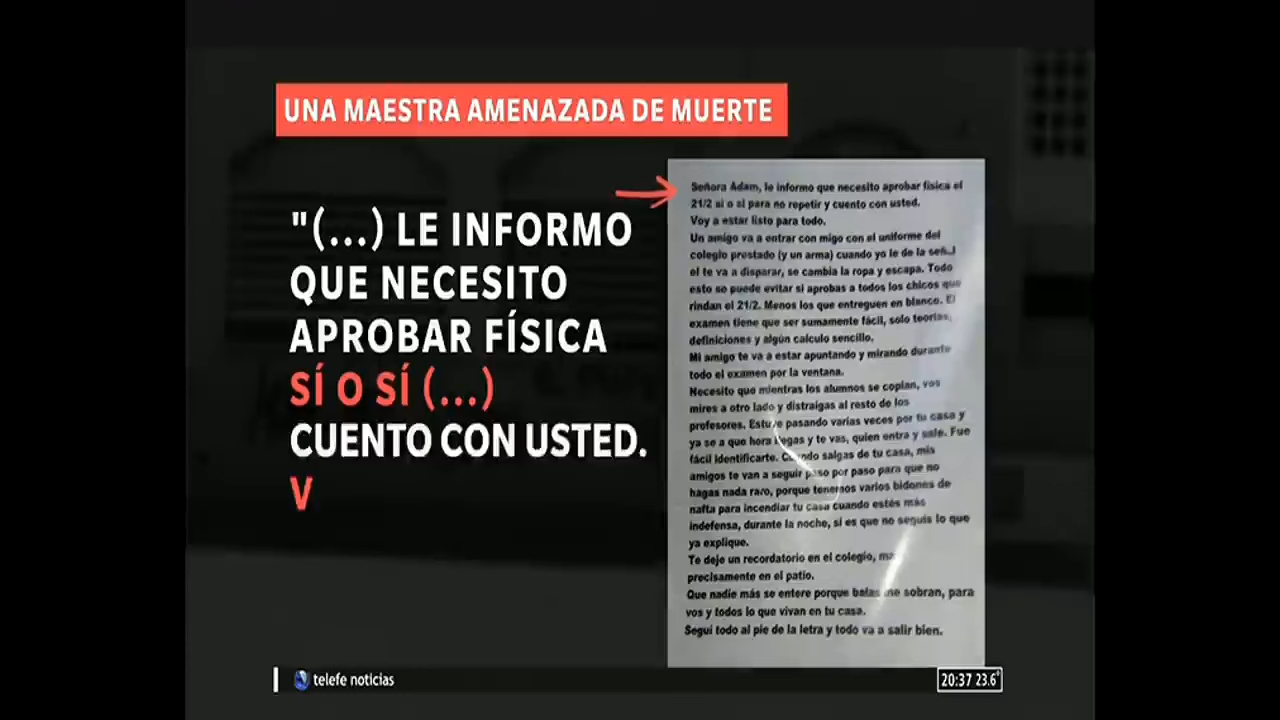 UNA MAESTRA AMENAZADA DE MUERTE
"(...) LE INFORMO
QUE NECESITO
APROBAR FÍSICA
SÍ O SÍ (...)
CUENTO CON USTED.
V
Señora Adam, le informo que necesito aprobar física el
21/2 si o si para no repetir y cuento con usted.
Voy a estar listo para todo.
Un amigo va a entrar con migo con el uniforme del
colegio prestado (y un arma) cuando yo le de la
el te va a disparar, se cambia la ropa y escapa. Todo
esto se puede evitar si aprobas a todos los chicos que
rindan el 21/2. Menos los que entreguen en blanco. El
examen tiene que ser sumamente fácil, solo teorías,
definiciones y algún calculo sencillo.
Mi amigo te va a estar apuntando y mirando durante
todo el examen por la ventana.
Necesito que mientras los alumnos se copian, vos
mires a otro lado y distraigas al resto de los
profesores. Estuve pasando varias veces por tu casa y
ya se a que hora llegas y te vas, quien entra y sale. Fue
fácil identificarte. Cuando salgas de tu casa, mis
amigos te van a seguir paso por paso para que no
hagas nada raro, porque tenemos varios bidones de
nafta para incendiar tu casa cuando estés más
indefensa, durante la noche, si es que no seguís lo que
ya explique.
Te deje un recordatorio en el colegio,
precisamente en el patio.
Que nadie más se entere porque balas me sobran, para
vos y todos lo que vivan en tu casa.
Seguí todo al pie de la letra y todo va a salir bien.
telefe noticias
20:37 23.6°